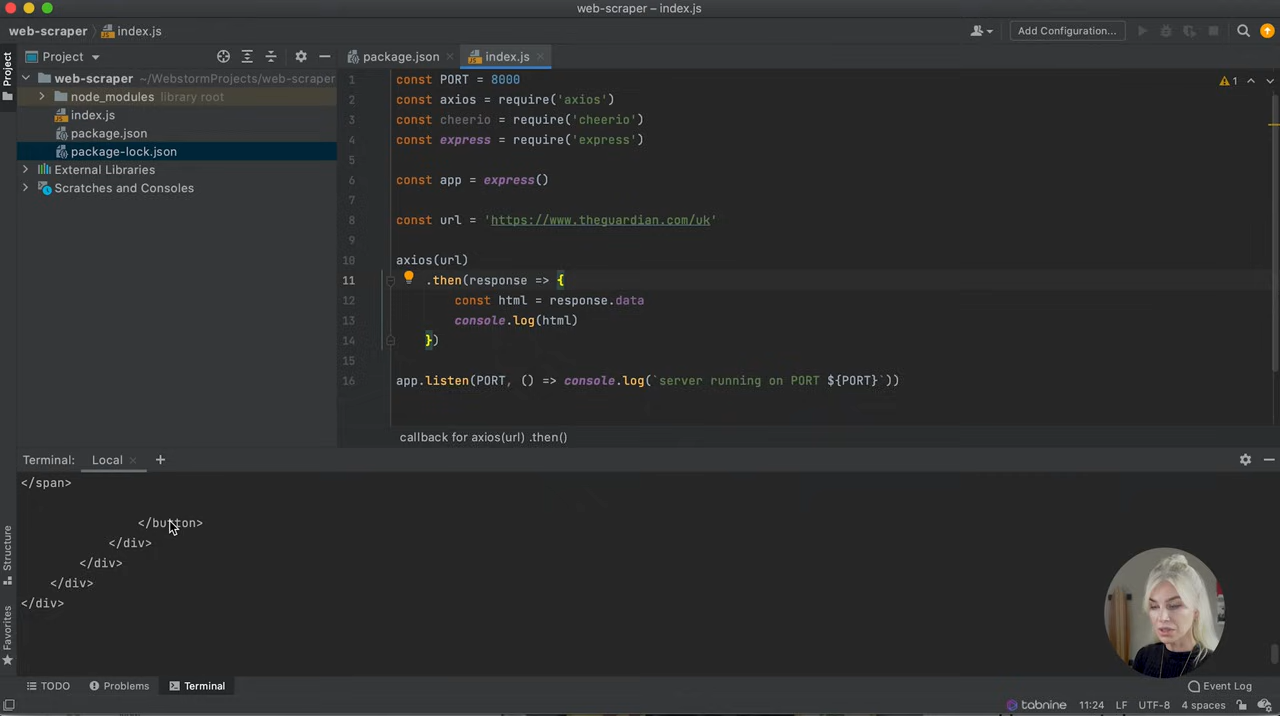 web-scraper – index.js
web-scraper index.js
Add Configuration...
Project
Project
package.json
index.js
web-scraper ~/WebstormProjects/web-scraper
node_modules library root
index.js
package.json
package-lock.json
External Libraries
Scratches and Consoles
1 const PORT = 8000
2 const axios = require('axios')
3 const cheerio = require('cheerio')
4 const express = require('express')
5
6 const app = express()
7
8 const url = 'https://www.theguardian.com/uk'
9
10 axios(url)
11 .then(response => {
12 const html = response.data
13 console.log(html)
14 })
15
16 app.listen(PORT, () => console.log(`server running on PORT ${PORT}`))
1
callback for axios(url) .then()
Terminal: Local +
</span>
</button>
</div>
</div>
</div>
</div>
Structure
Favorites
TODO Problems Terminal Event Log
tabnine 11:24 LF UTF-8 4 spaces